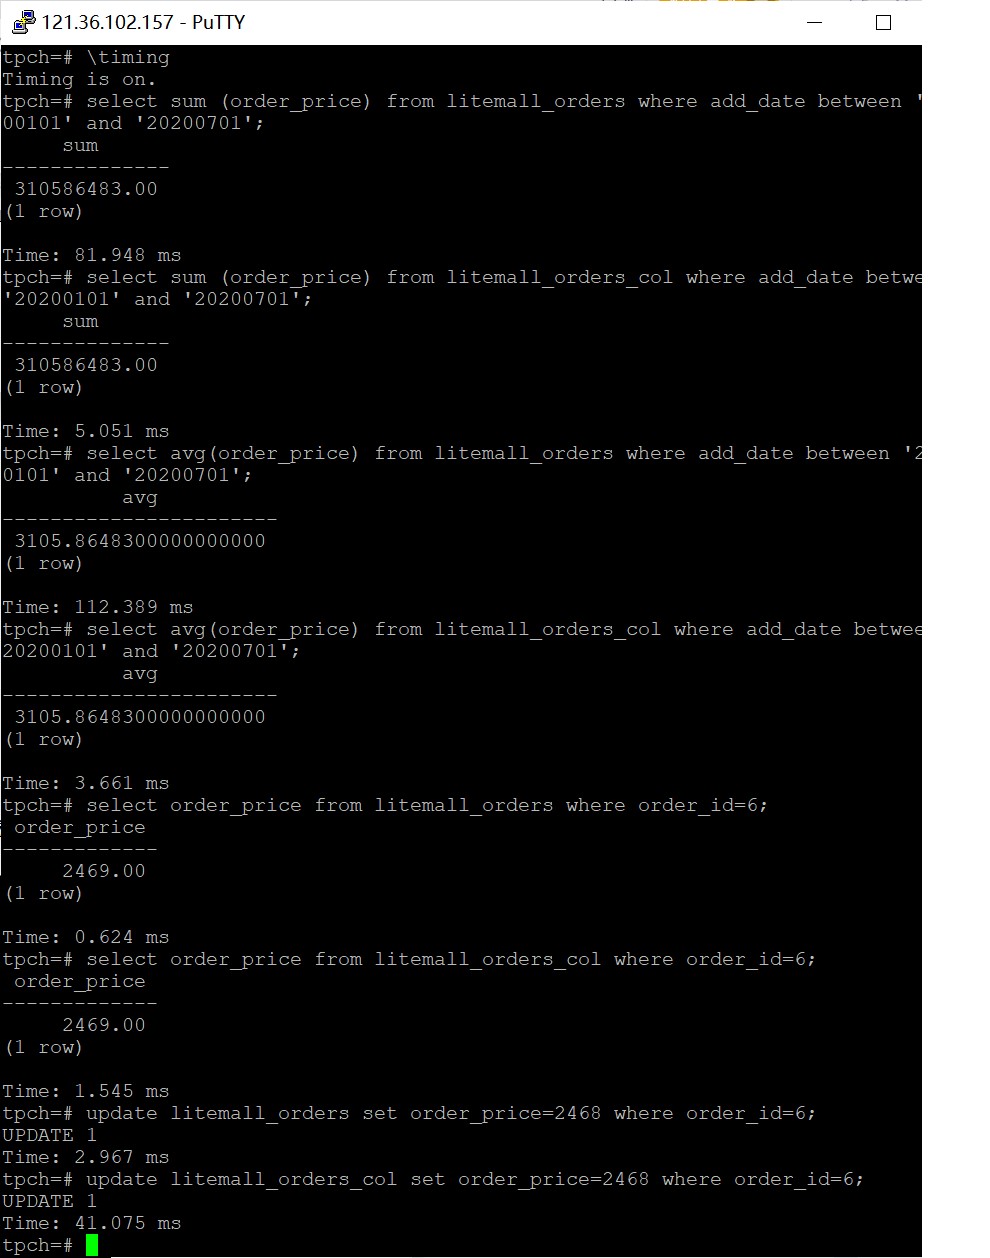 121.36.102.157 - PuTTY
tpch=# \timing
Timing is on.
tpch=# select sum (order_price) from litemall_orders where add_date between '
00101' and '20200701';
sum
--------------
310586483.00
(1 row)
Time: 81.948 ms
tpch=# select sum (order_price) from litemall_orders_col where add_date betwe
'20200101' and '20200701';
sum
--------------
310586483.00
(1 row)
Time: 5.051 ms
tpch=# select avg(order_price) from litemall_orders where add_date between '2
0101' and '20200701';
avg
-----------------------
3105.8648300000000000
(1 row)
Time: 112.389 ms
tpch=# select avg(order_price) from litemall_orders_col where add_date betwee
20200101' and '20200701';
avg
-----------------------
3105.8648300000000000
(1 row)
Time: 3.661 ms
tpch=# select order_price from litemall_orders where order_id=6;
order_price
-------------
2469.00
(1 row)
Time: 0.624 ms
tpch=# select order_price from litemall_orders_col where order_id=6;
order_price
-------------
2469.00
(1 row)
Time: 1.545 ms
tpch=# update litemall_orders set order_price=2468 where order_id=6;
UPDATE 1
Time: 2.967 ms
tpch=# update litemall_orders_col set order_price=2468 where order_id=6;
UPDATE 1
Time: 41.075 ms
tpch=#